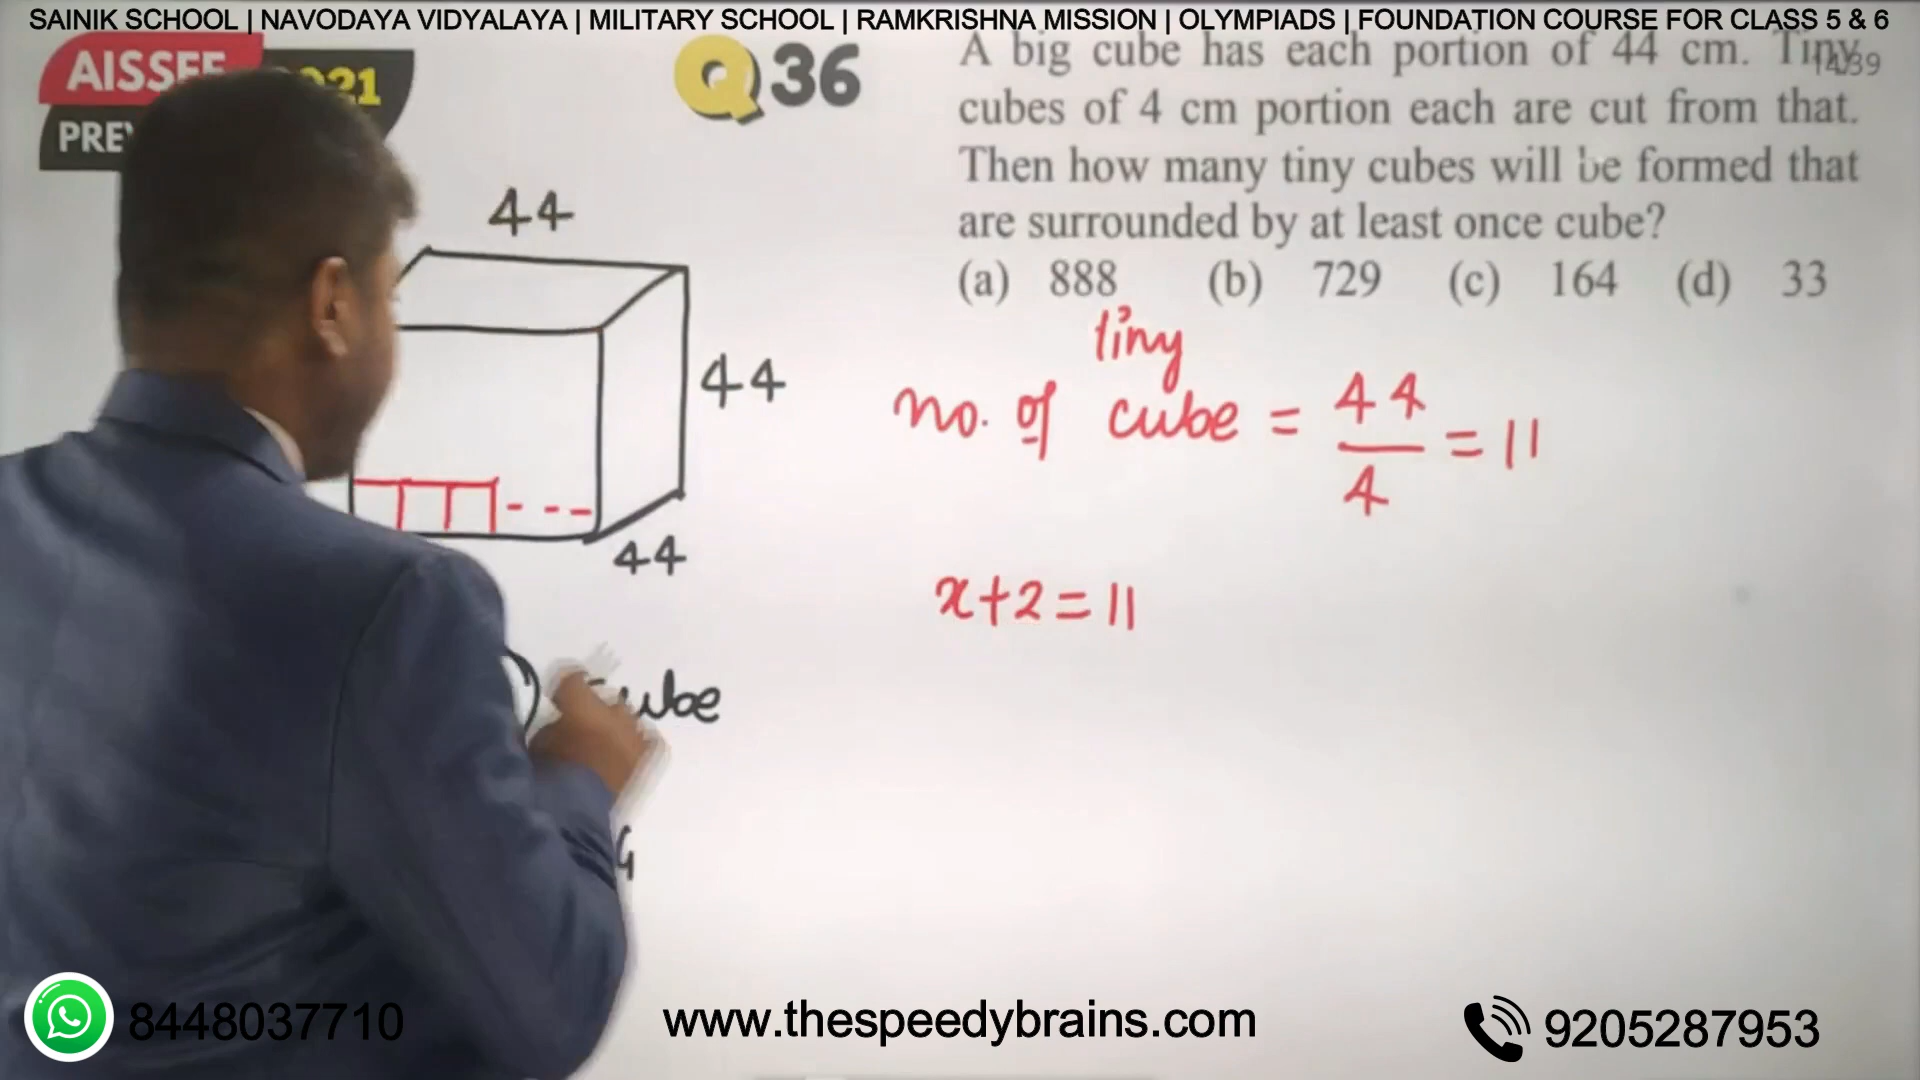 SAINIK SCHOOL | NAVODAYA VIDYALAYA | MILITARY SCHOOL | RAMKRISHNA MISSION | OLYMPIADS | FOUNDATION COURSE FOR CLASS 5 & 6
AISSEE
Q36
A big cube has each portion of 44 cm. Tiny
14/39
cubes of 4 cm portion each are cut from that.
Then how many tiny cubes will be formed that
are surrounded by at least once cube?
(a) 888 (b) 729 (c) 164 (d) 33
44
44
44
tiny
no. of cube = 44/4 = 11
x+2=11
8448037710
www.thespeedybrains.com
9205287953